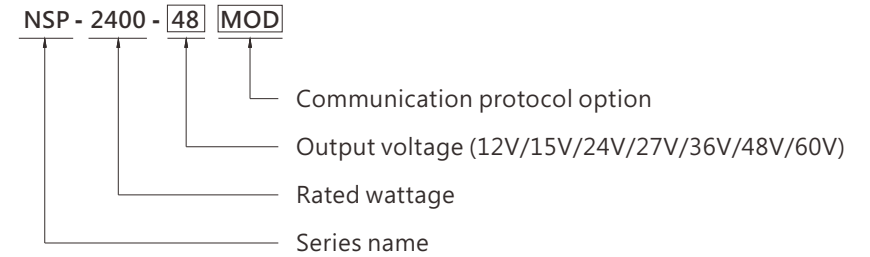 NSP - 2400 - 48 MOD
Communication protocol option
Output voltage (12V/15V/24V/27V/36V/48V/60V)
Rated wattage
Series name